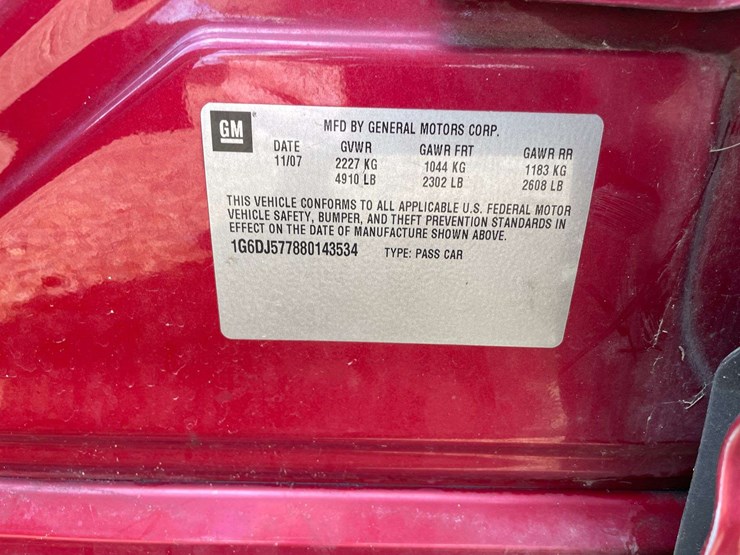 GM
MFD BY GENERAL MOTORS CORP.
DATE GVWR GAWR FRT GAWR RR
11/07 2227 KG 1044 KG 1183 KG
4910 LB 2302 LB 2608 LB
THIS VEHICLE CONFORMS TO ALL APPLICABLE U.S. FEDERAL MOTOR
VEHICLE SAFETY, BUMPER, AND THEFT PREVENTION STANDARDS IN
EFFECT ON THE DATE OF MANUFACTURE SHOWN ABOVE.
1G6DJ577880143534 TYPE: PASS CAR